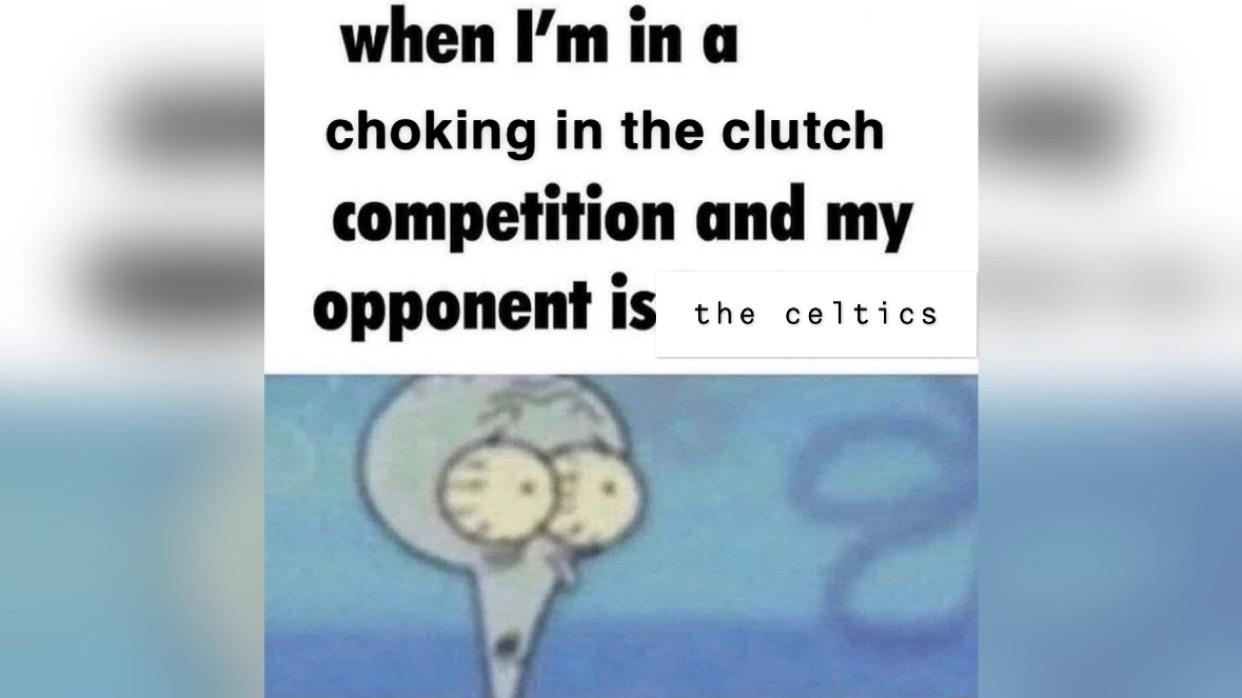 when I’m in a
choking in the clutch
competition and my
opponent is the celtics